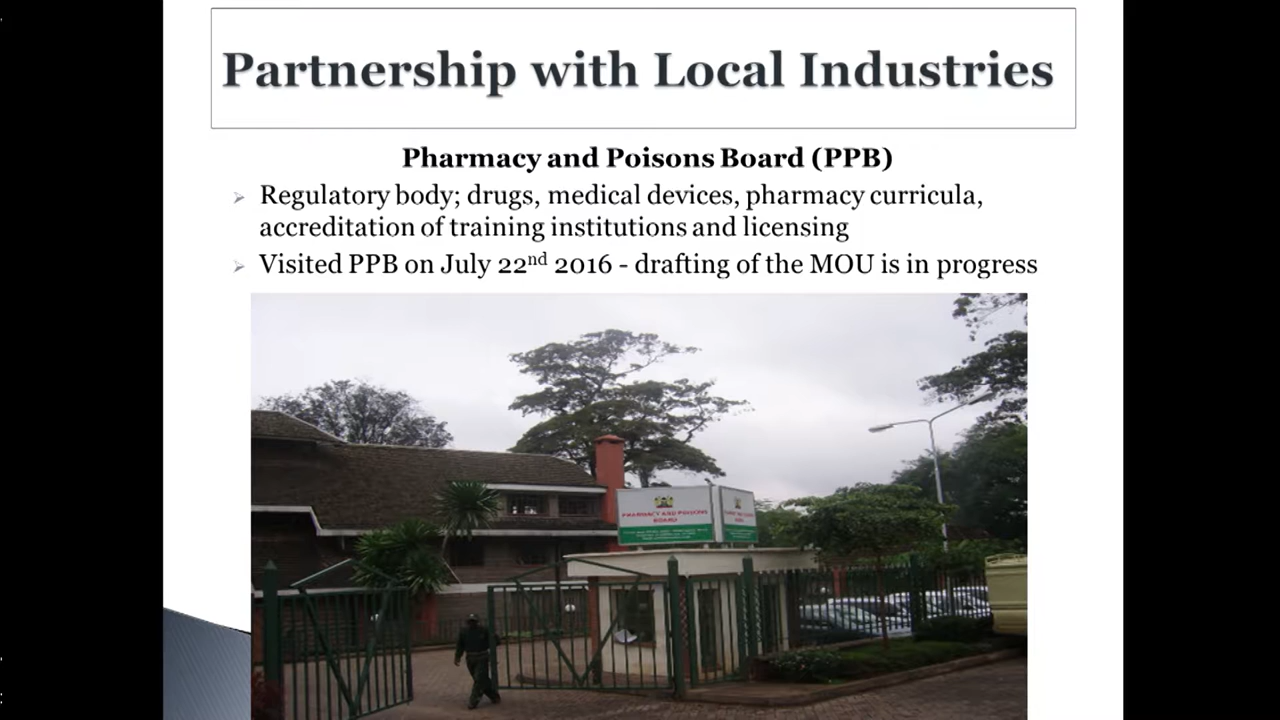 Partnership with Local Industries
Pharmacy and Poisons Board (PPB)
Regulatory body; drugs, medical devices, pharmacy curricula,
accreditation of training institutions and licensing
Visited PPB on July 22nd 2016 - drafting of the MOU is in progress
PHARMACY AND POISONS
BOARD